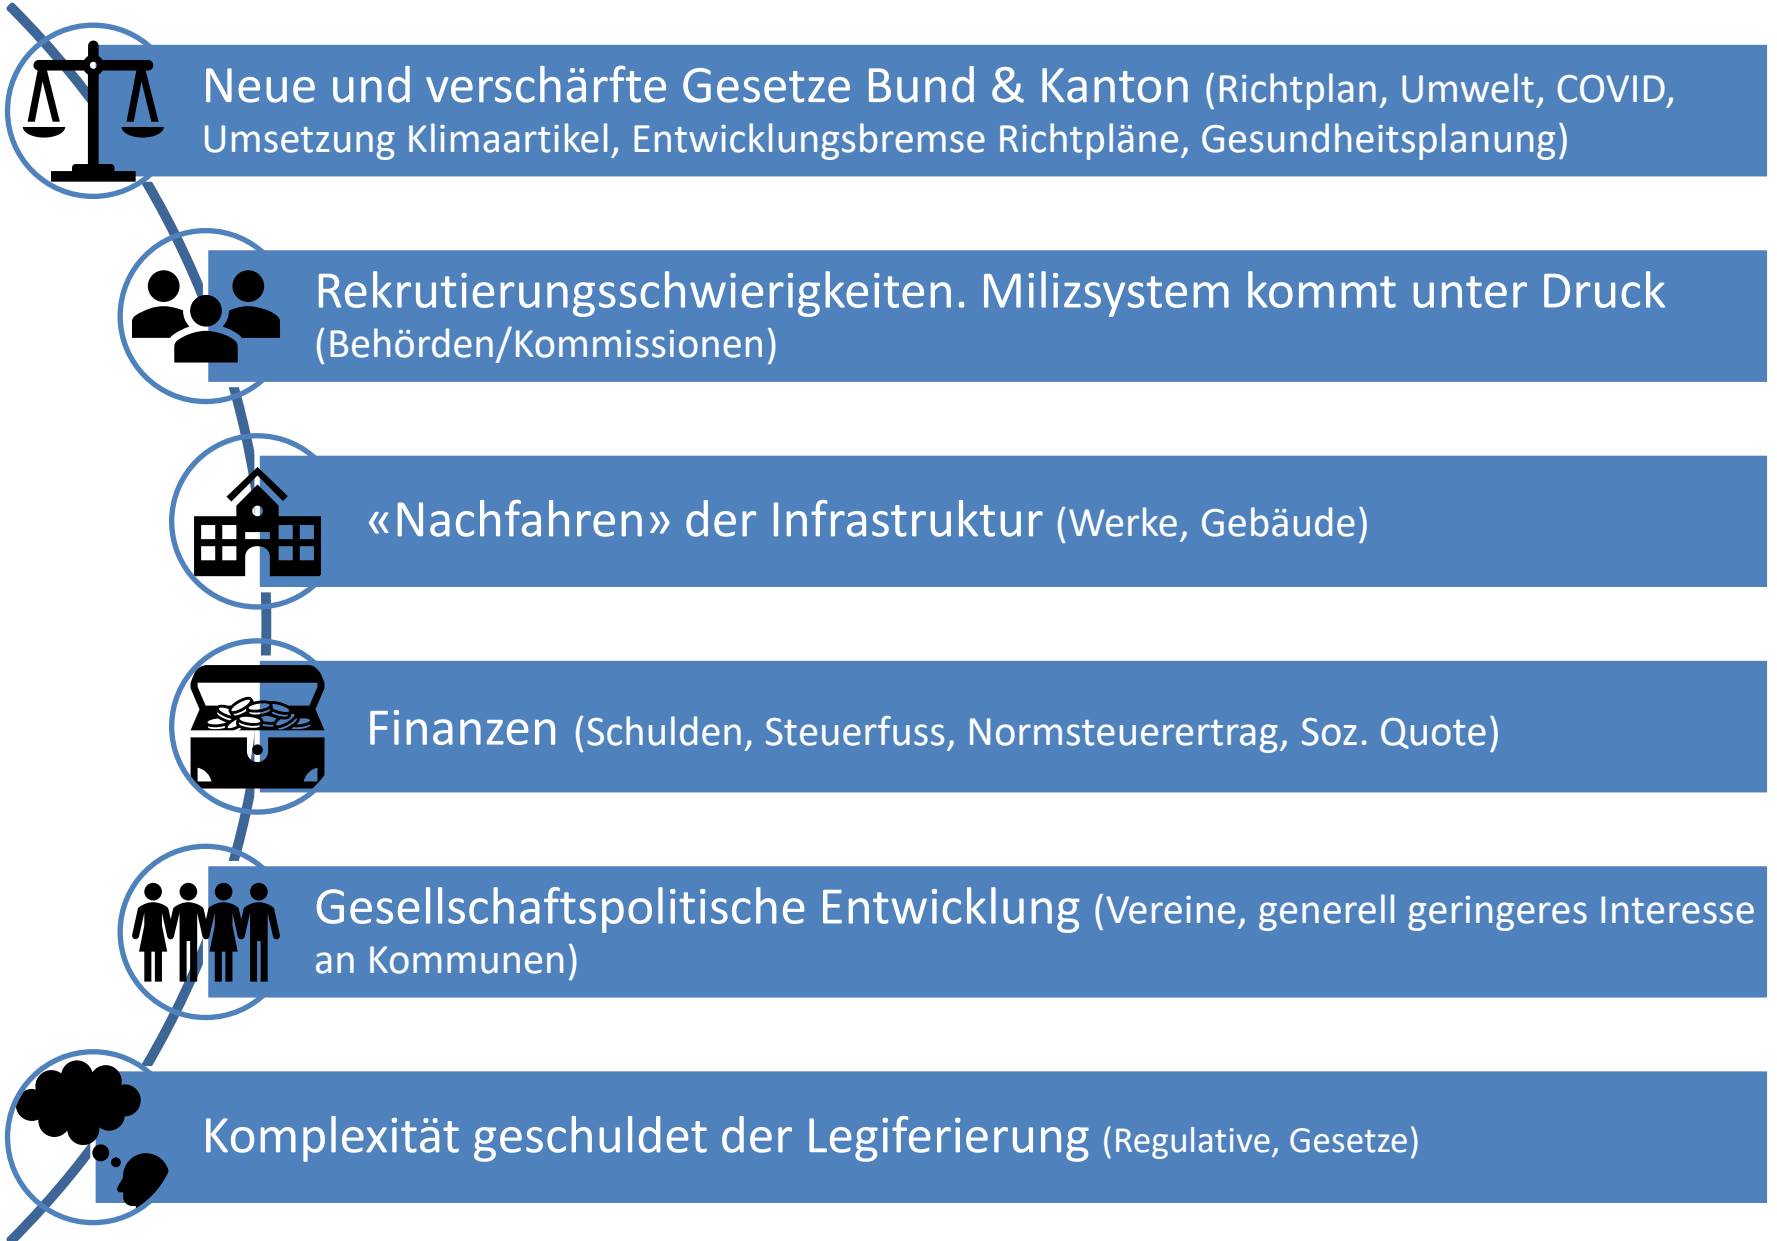 Neue und verschärfte Gesetze Bund & Kanton (Richtplan, Umwelt, COVID,
Umsetzung Klimaartikel, Entwicklungsbremse Richtpläne, Gesundheitsplanung)
Rekrutierungsschwierigkeiten. Milizsystem kommt unter Druck
(Behörden/Kommissionen)
«Nachfahren» der Infrastruktur (Werke, Gebäude)
Finanzen (Schulden, Steuerfuss, Normsteuerertrag, Soz. Quote)
Gesellschaftspolitische Entwicklung (Vereine, generell geringeres Interesse
an Kommunen)
Komplexität geschuldet der Legiferierung (Regulative, Gesetze)